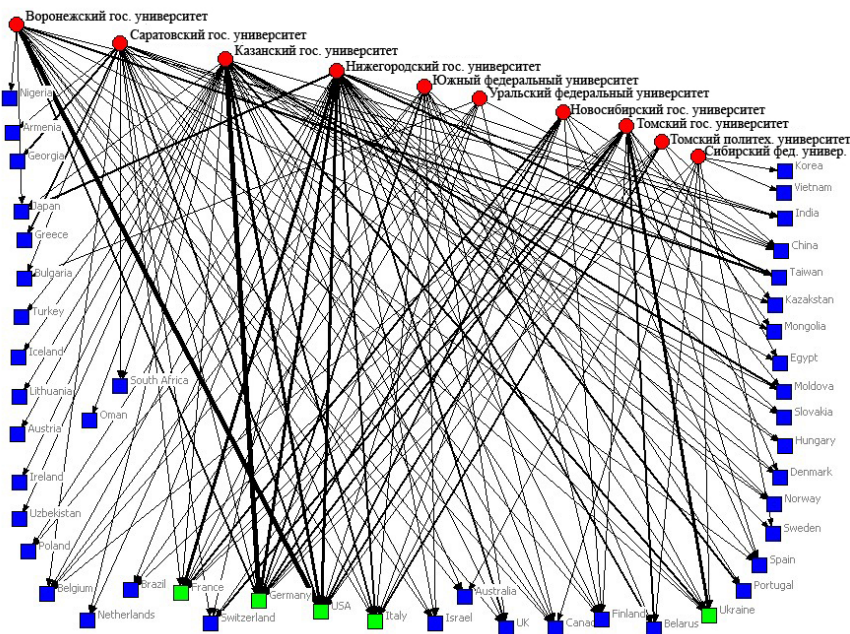 Воронежский гос. университет
Саратовский гос. университет
Казанский гос. университет
Нижегородский гос. университет
Южный федеральный университет
Уральский федеральный университет
Новосибирский гос. университет
Томский гос. университет
Томский политех. университет
Сибирский фед. универ.
Nigeria
Armenia
Georgia
Japan
Greece
Bulgaria
Turkey
Iceland
Lithuania
Austria
Ireland
Uzbekistan
Poland
Belgium
Netherlands
South Africa
Oman
Brazil
France
Switzerland
Germany
USA
Italy
Israel
Australia
UK
Canad
Finland
Belarus
Ukraine
Korea
Vietnam
India
China
Taiwan
Kazakstan
Mongolia
Egypt
Moldova
Slovakia
Hungary
Denmark
Norway
Sweden
Spain
Portugal